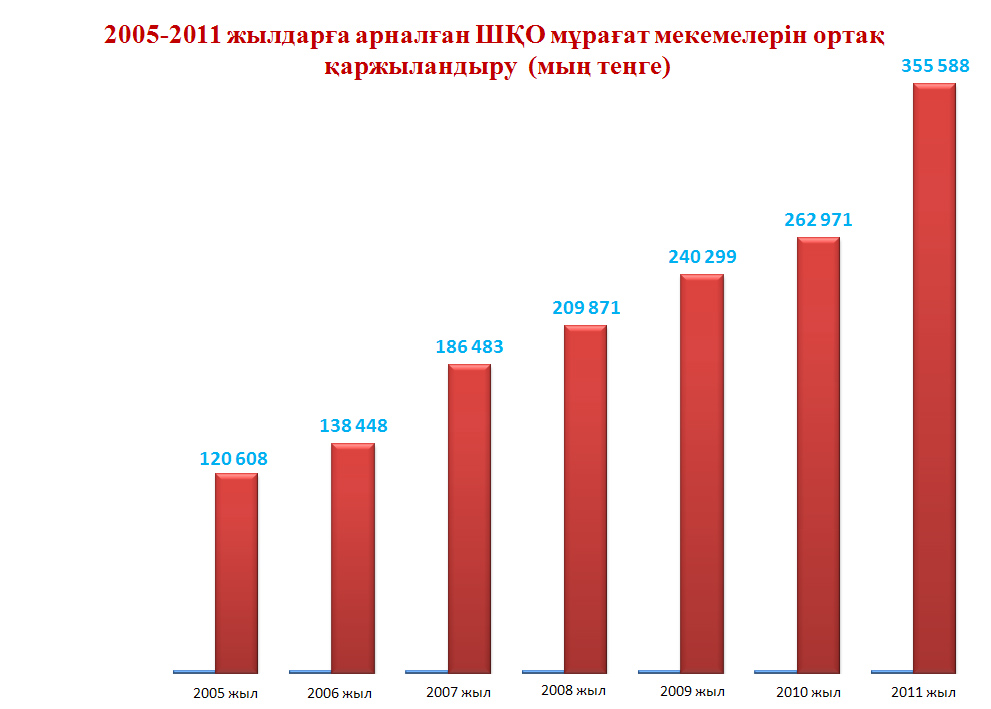 2005-2011 жылдарға арналған ШҚО мұрағат мекемелерін ортақ
қаржыландыру (мың теңге)
355 588
262 971
240 299
209 871
186 483
138 448
120 608
2005 жыл
2006 жыл
2007 жыл
2008 жыл
2009 жыл
2010 жыл
2011 жыл